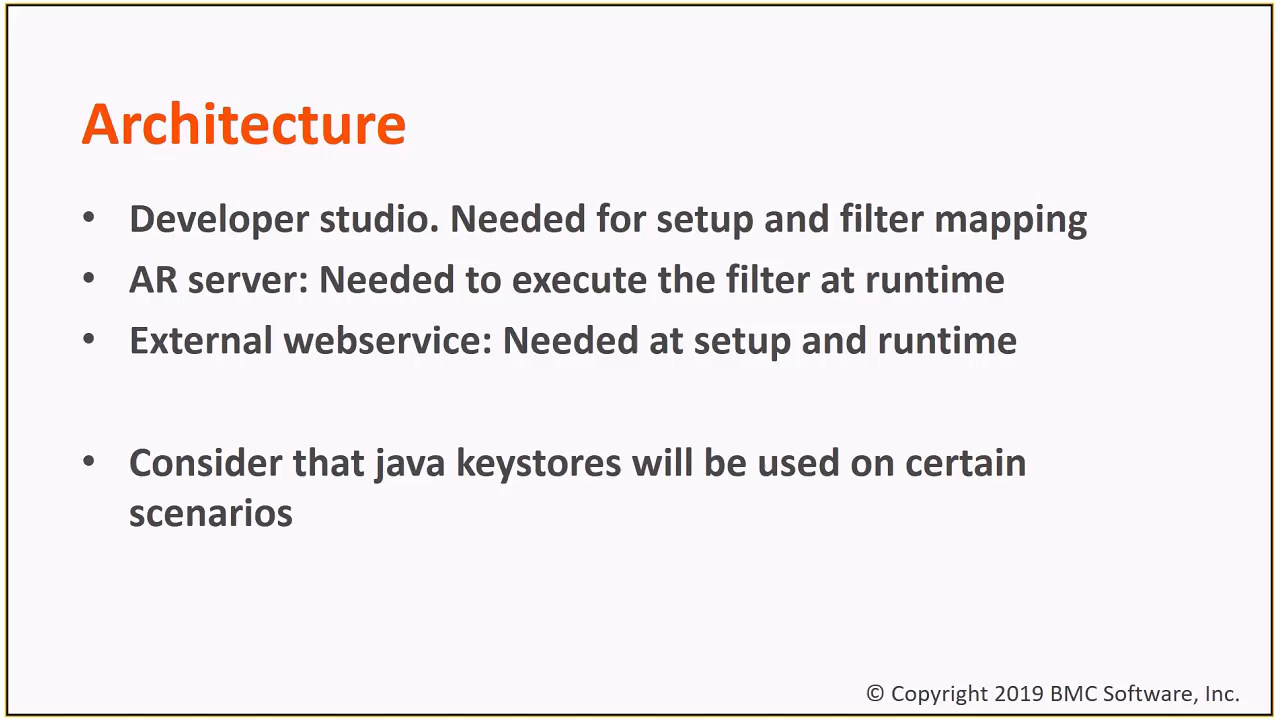 Architecture
• Developer studio. Needed for setup and filter mapping
• AR server: Needed to execute the filter at runtime
• External webservice: Needed at setup and runtime
• Consider that java keystores will be used on certain
scenarios
© Copyright 2019 BMC Software, Inc.